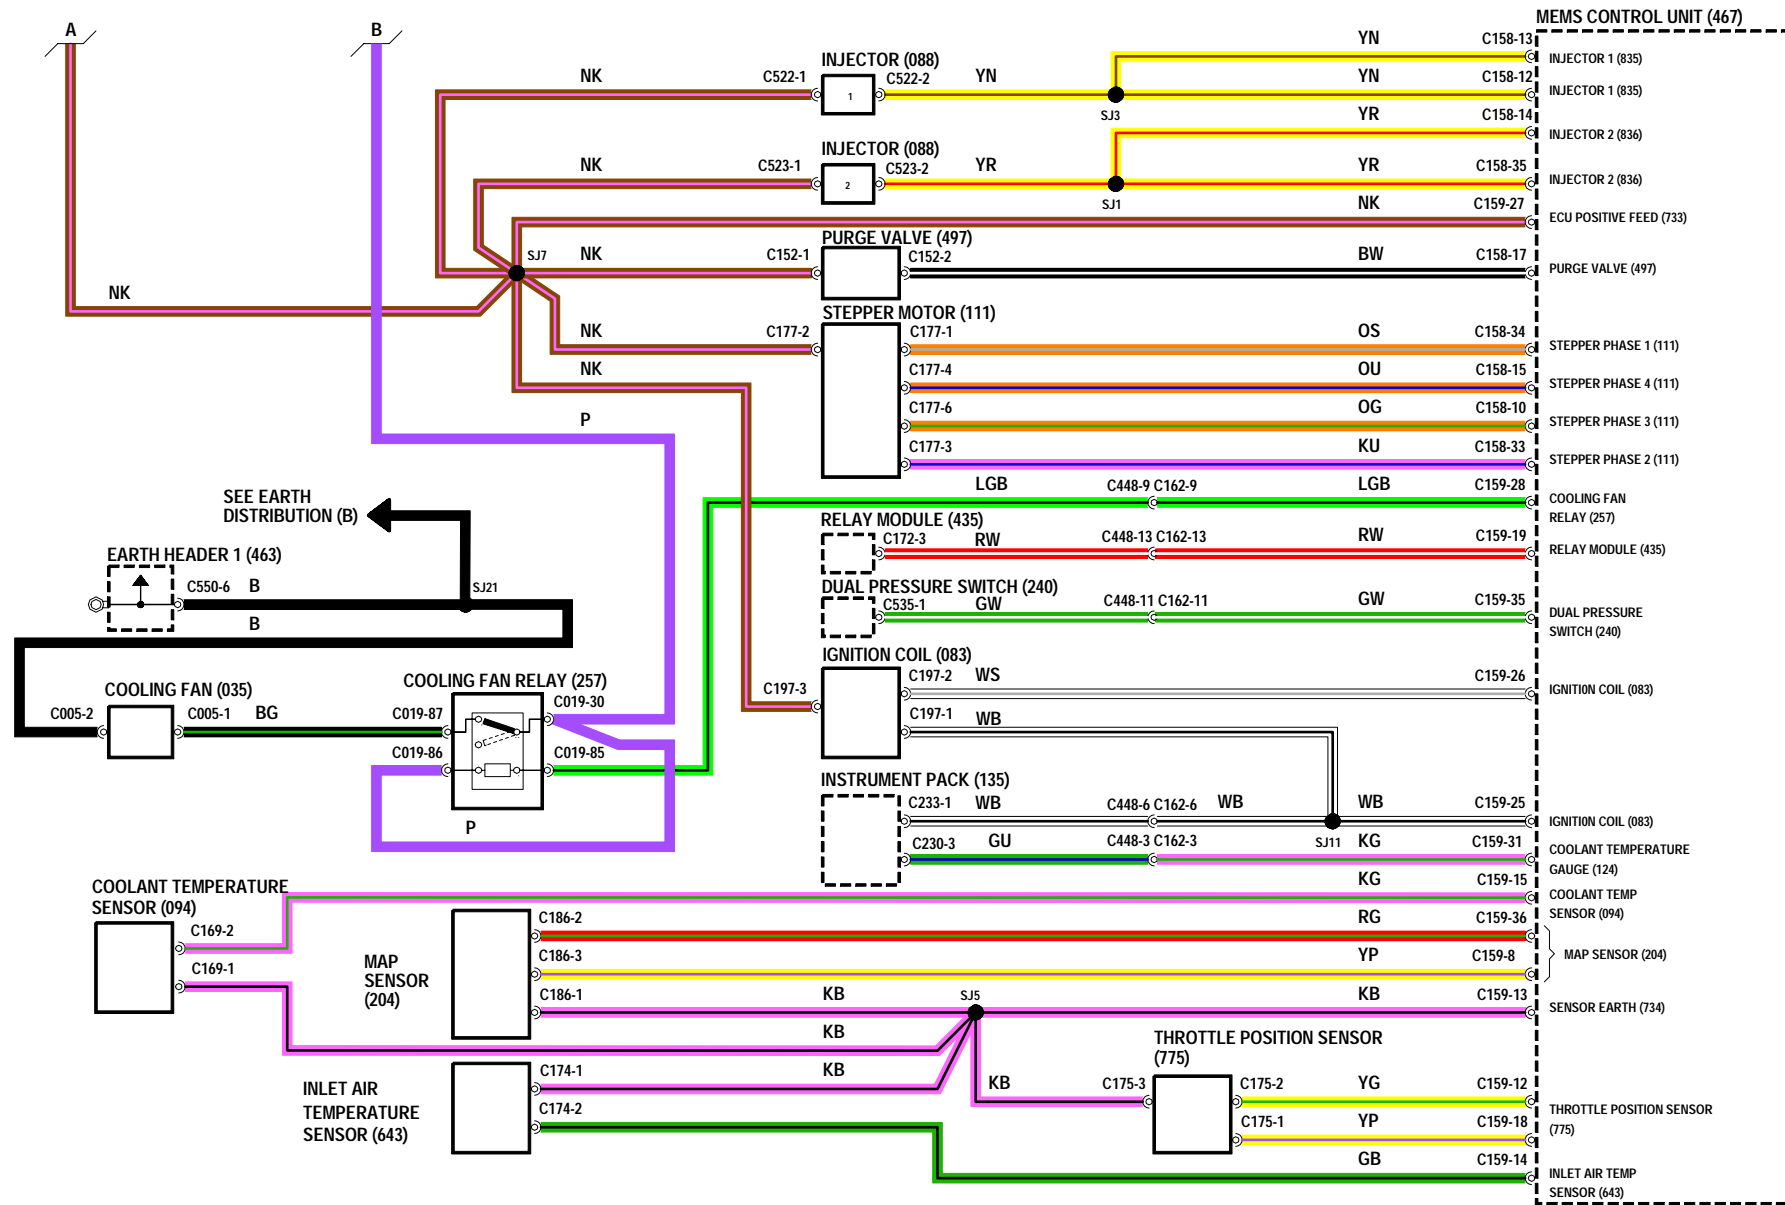 MEMS CONTROL UNIT (467)
A
B
YN
C158-13
INJECTOR 1 (835)
INJECTOR (088)
NK
C522-1
1
C522-2
YN
YN
C158-12
INJECTOR 1 (835)
SJ3
YR
C158-14
INJECTOR 2 (836)
INJECTOR (088)
NK
C523-1
2
C523-2
YR
YR
C158-35
INJECTOR 2 (836)
SJ1
NK
C159-27
ECU POSITIVE FEED (733)
PURGE VALVE (497)
SJ7
NK
C152-1
C152-2
BW
C158-17
PURGE VALVE (497)
NK
STEPPER MOTOR (111)
NK
C177-2
C177-1
OS
C158-34
STEPPER PHASE 1 (111)
NK
C177-4
OU
C158-15
STEPPER PHASE 4 (111)
P
C177-6
OG
C158-10
STEPPER PHASE 3 (111)
C177-3
KU
C158-33
STEPPER PHASE 2 (111)
LGB
C448-9 C162-9
LGB
C159-28
COOLING FAN
RELAY (257)
SEE EARTH
DISTRIBUTION (B)
RELAY MODULE (435)
C172-3
RW
C448-13 C162-13
RW
C159-19
RELAY MODULE (435)
EARTH HEADER 1 (463)
C550-6
B
SJ21
B
DUAL PRESSURE SWITCH (240)
C535-1
GW
C448-11 C162-11
GW
C159-35
DUAL PRESSURE
SWITCH (240)
IGNITION COIL (083)
C197-3
C197-2
WS
C159-26
IGNITI0N COIL (083)
C197-1
WB
COOLING FAN (035)
C005-2
C005-1
BG
COOLING FAN RELAY (257)
C019-87
C019-30
C019-86
C019-85
P
INSTRUMENT PACK (135)
C233-1
WB
C448-6 C162-6
WB
WB
C159-25
IGNITI0N COIL (083)
C230-3
GU
C448-3 C162-3
SJ11
KG
C159-31
COOLANT TEMPERATURE
GAUGE (124)
COOLANT TEMPERATURE
SENSOR (094)
KG
C159-15
COOLANT TEMP
SENSOR (094)
C169-2
C169-1
MAP
SENSOR
(204)
C186-2
RG
C159-36
C186-3
YP
C159-8
MAP SENSOR (204)
C186-1
KB
SJ5
KB
C159-13
SENSOR EARTH (734)
KB
INLET AIR
TEMPERATURE
SENSOR (643)
C174-1
KB
C174-2
THROTTLE POSITION SENSOR
(775)
KB
C175-3
C175-2
YG
C159-12
C175-1
YP
C159-18
THROTTLE POSITION SENSOR
(775)
GB
C159-14
INLET AIR TEMP
SENSOR (643)